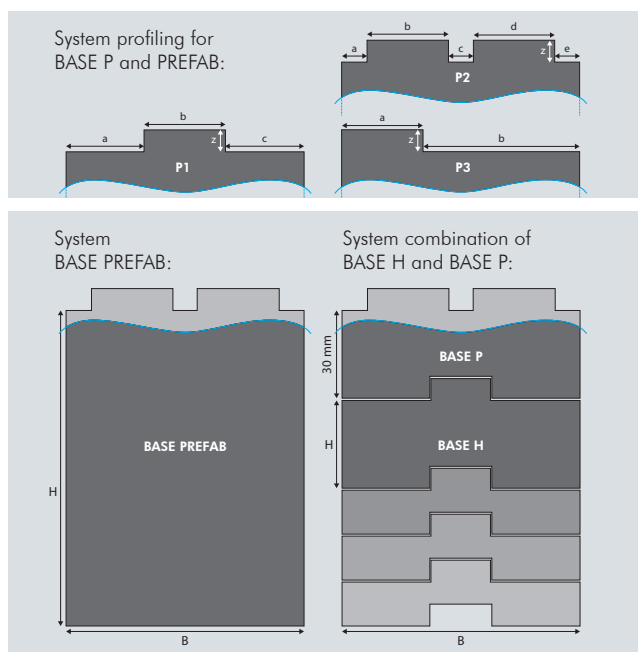 System profiling for
BASE P and PREFAB:
a
b
c
d
e
z
P2
a
b
c
z
P1
a
b
z
P3
System
BASE PREFAB:
System combination of
BASE H and BASE P:
H
BASE PREFAB
B
30 mm
BASE P
H
BASE H
B